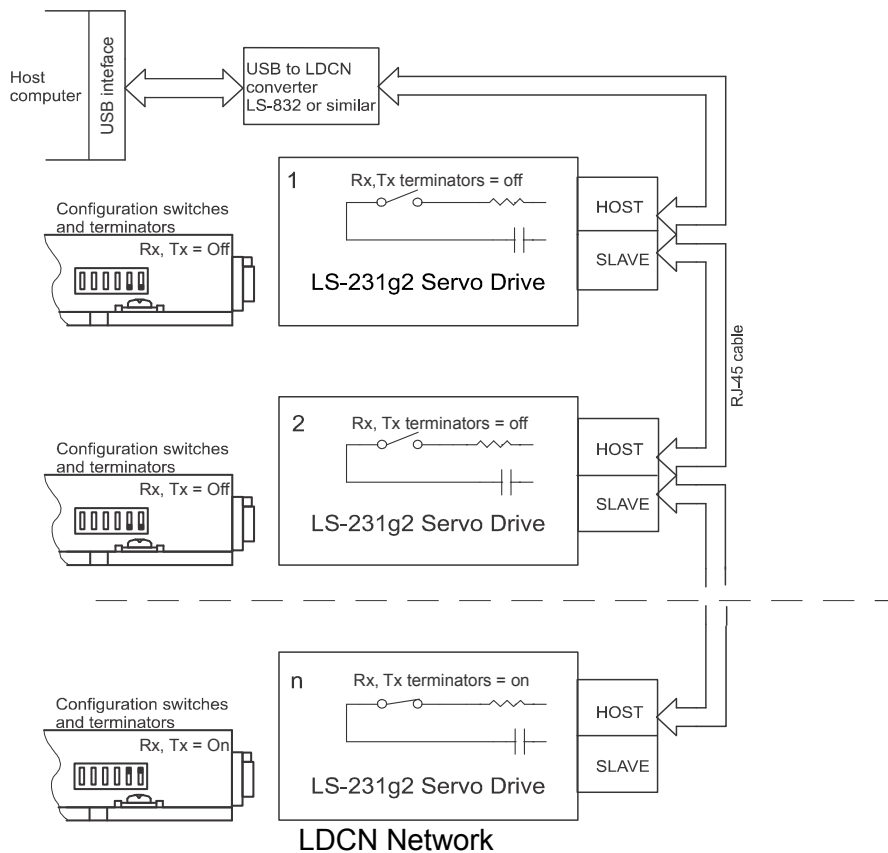 Host
computer
USB inteface
USB to LDCN
converter
LS-832 or similar
1
Rx,Tx terminators = off
HOST
SLAVE
LS-231g2 Servo Drive
Configuration switches
and terminators
Rx, Tx = Off
RJ-45 cable
2
Rx, Tx terminators = off
HOST
SLAVE
LS-231g2 Servo Drive
Configuration switches
and terminators
Rx, Tx = Off
n
Rx, Tx terminators = on
HOST
SLAVE
LS-231g2 Servo Drive
Configuration switches
and terminators
Rx, Tx = On
LDCN Network